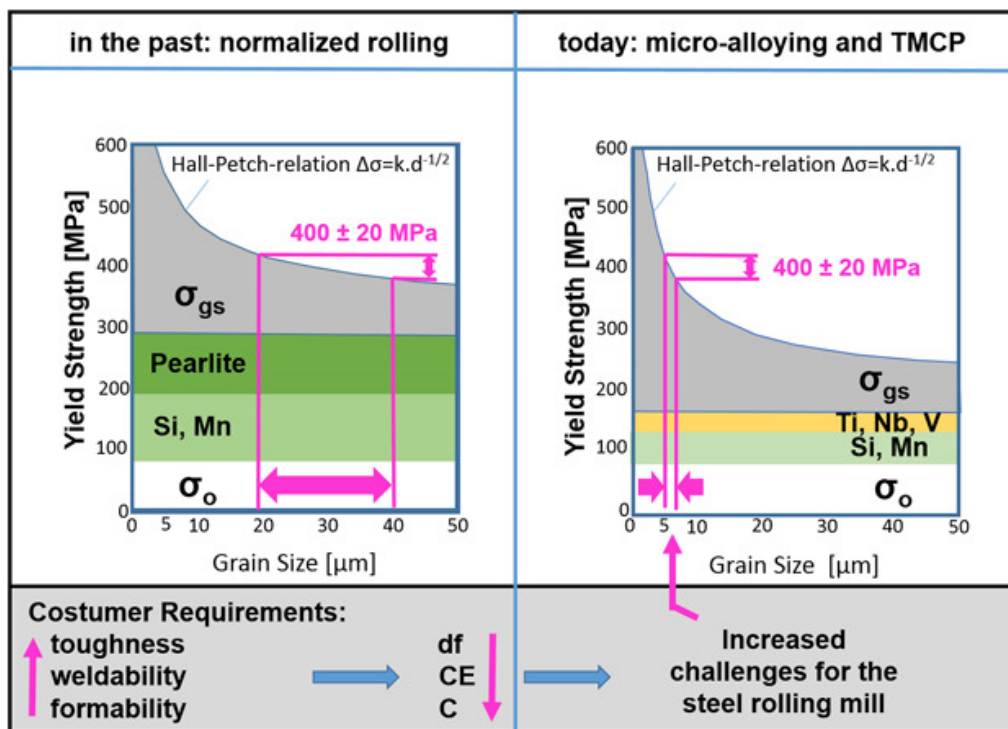 in the past: normalized rolling
today: micro-alloying and TMCP
Yield Strength [MPa]
600
500
400
300
200
100
0
Hall-Petch-relation Δσ=k.d-1/2
400 ± 20 MPa
σgs
Pearlite
Si, Mn
σo
0 5 10 20 30 40 50
Grain Size [µm]
Yield Strength [MPa]
600
500
400
300
200
100
0
Hall-Petch-relation Δσ=k.d-1/2
400 ± 20 MPa
σgs
Ti, Nb, V
Si, Mn
σo
0 5 10 20 30 40 50
Grain Size [µm]
Costumer Requirements:
toughness
weldability
formability
df
CE
C
Increased
challenges for the
steel rolling mill